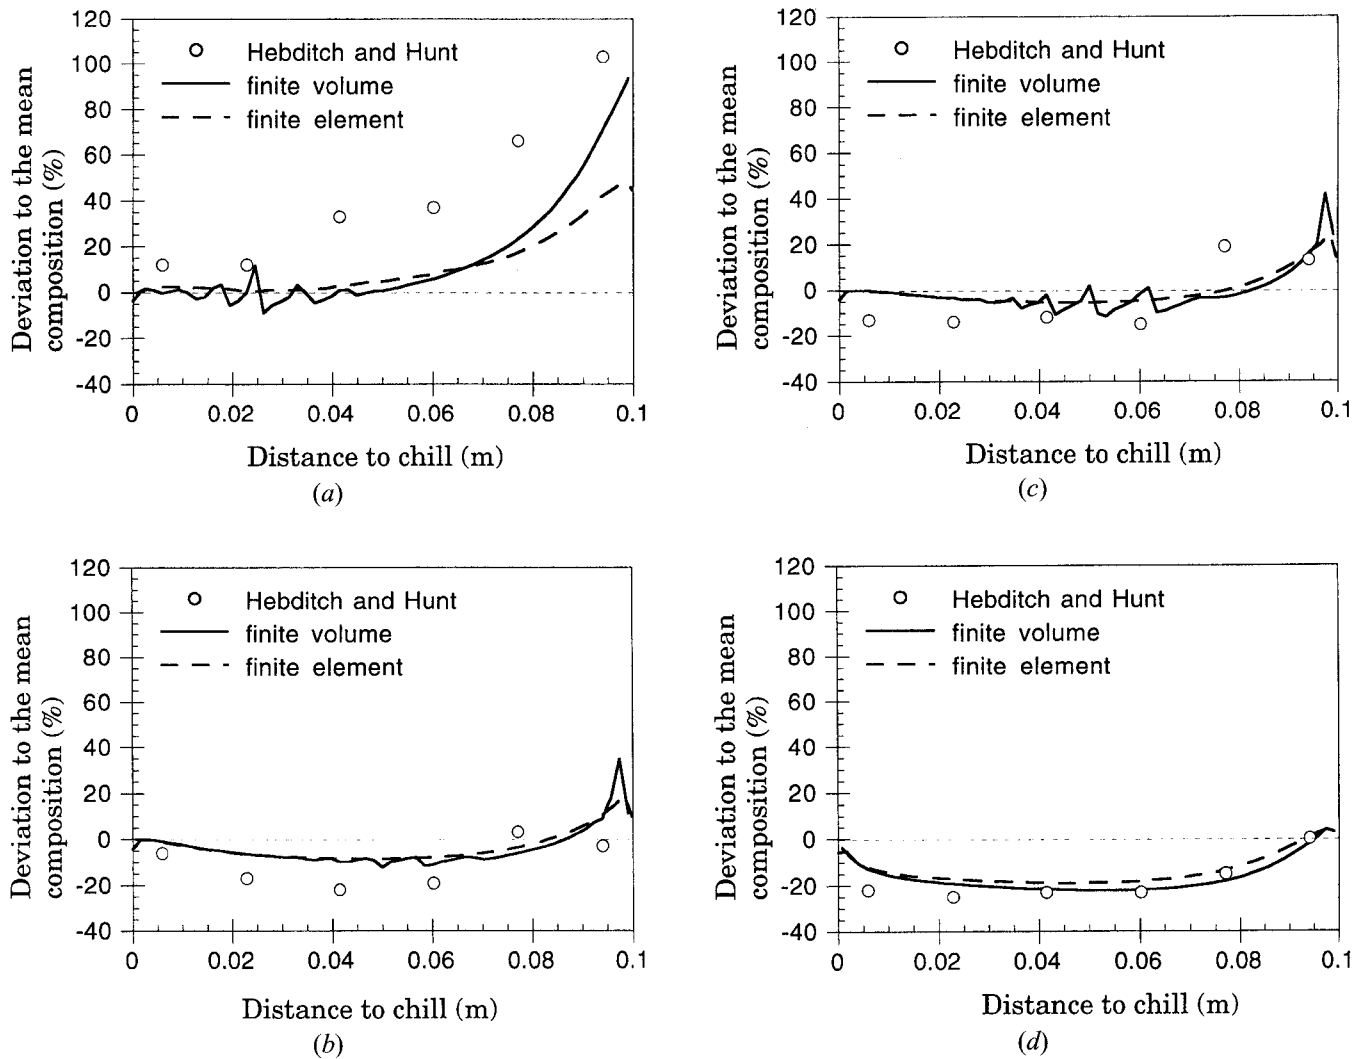 120
100
80
60
40
20
0
-20
-40
Deviation to the mean
composition (%)
Hebditch and Hunt
finite volume
finite element
0 0.02 0.04 0.06 0.08 0.1
Distance to chill (m)
(a)
120
100
80
60
40
20
0
-20
-40
Deviation to the mean
composition (%)
Hebditch and Hunt
finite volume
finite element
0 0.02 0.04 0.06 0.08 0.1
Distance to chill (m)
(c)
120
100
80
60
40
20
0
-20
-40
Deviation to the mean
composition (%)
Hebditch and Hunt
finite volume
finite element
0 0.02 0.04 0.06 0.08 0.1
Distance to chill (m)
(b)
120
100
80
60
40
20
0
-20
-40
Deviation to the mean
composition (%)
Hebditch and Hunt
finite volume
finite element
0 0.02 0.04 0.06 0.08 0.1
Distance to chill (m)
(d)